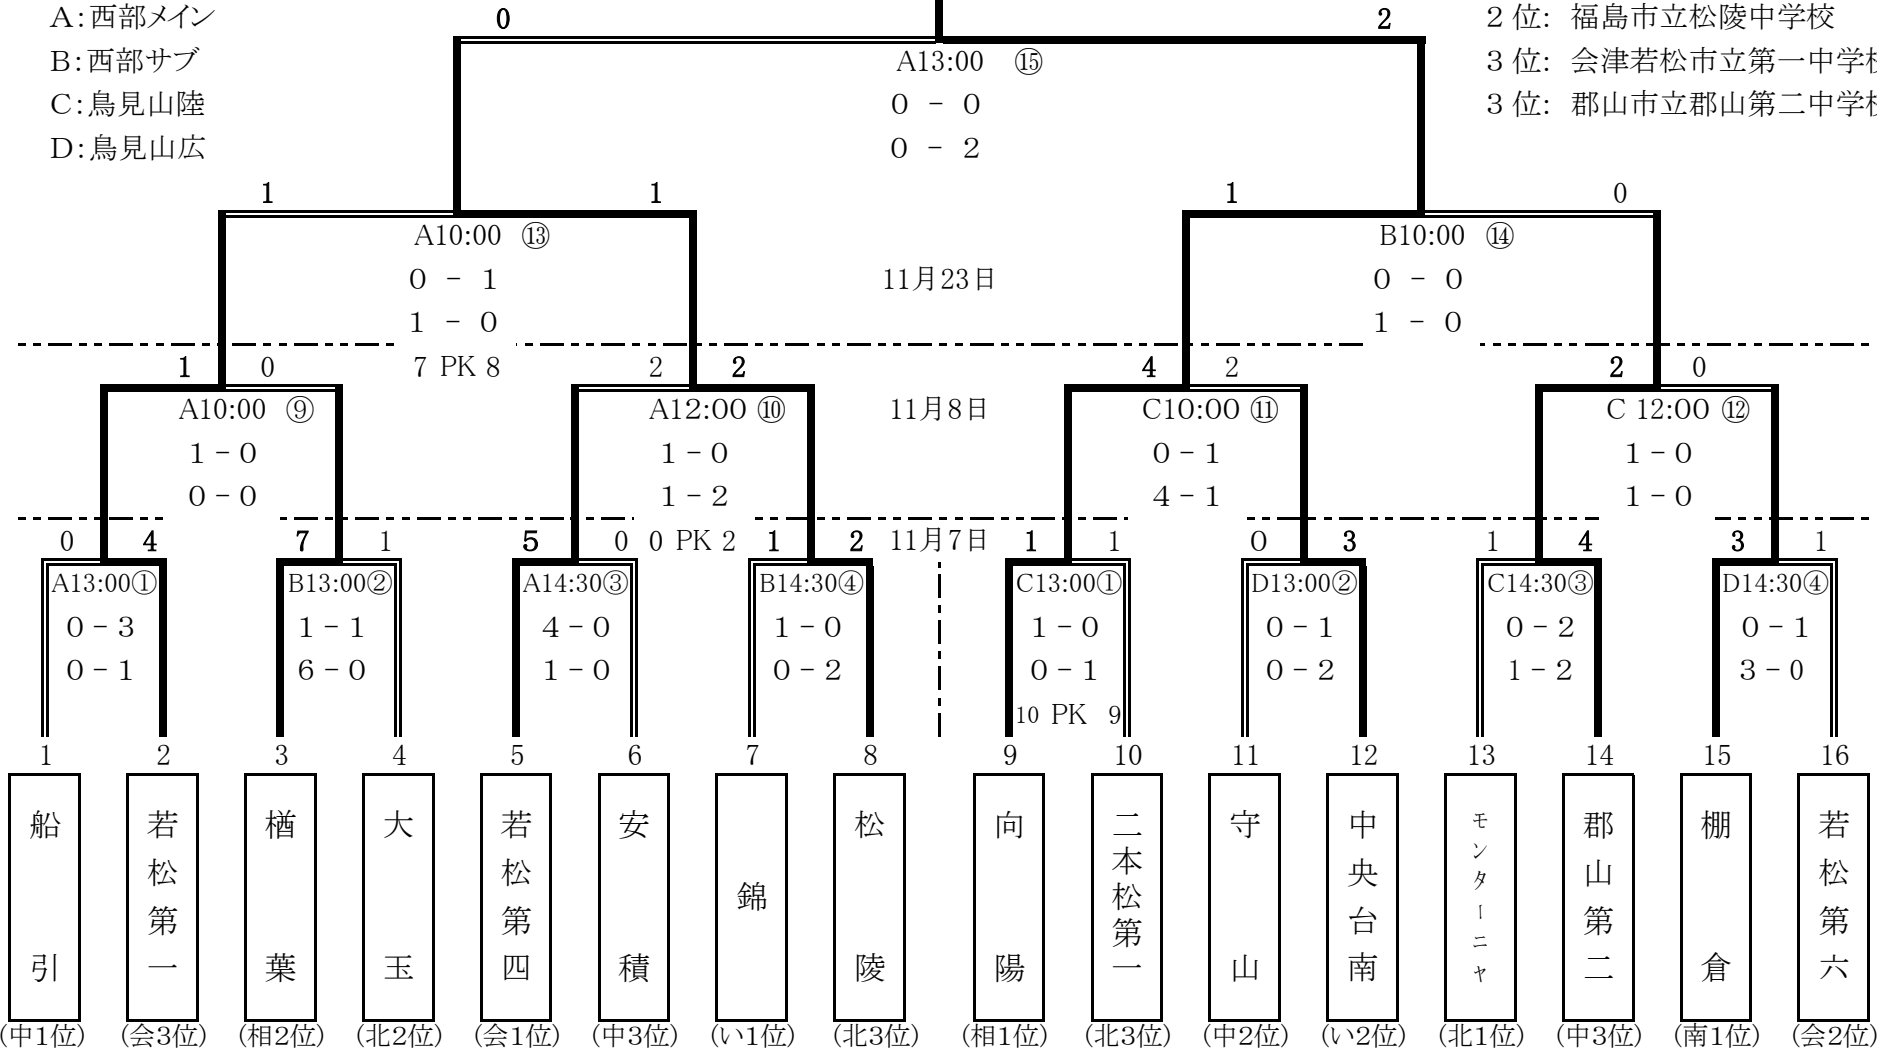 A:西部メイン
B:西部サブ
C:鳥見山陸
D:鳥見山広
0 2
2 位: 福島市立松陵中学校
3 位: 会津若松市立第一中学校
3 位: 郡山市立郡山第二中学校
A13:00 ⑮
0 - 0
0 - 2
1 1 1 0
A10:00 ⑬
0 - 1
1 - 0
7 PK 8
11月23日
B10:00 ⑭
0 - 0
1 - 0
1 0 2 2 4 2 2 0
A10:00 ⑨
1 - 0
0 - 0
A12:00 ⑩
1 - 0
1 - 2
0 PK 2
11月8日
C10:00 ⑪
0 - 1
4 - 1
C 12:00 ⑫
1 - 0
1 - 0
0 4 7 1 5 0 1 2 11月7日 1 1 0 3 1 4 3 1
A13:00①
0 - 3
0 - 1
B13:00②
1 - 1
6 - 0
A14:30③
4 - 0
1 - 0
B14:30④
1 - 0
0 - 2
C13:00①
1 - 0
0 - 1
10 PK 9
D13:00②
0 - 1
0 - 2
C14:30③
0 - 2
1 - 2
D14:30④
0 - 1
3 - 0
1 2 3 4 5 6 7 8 9 10 11 12 13 14 15 16
船引
若松第一
楢葉
大玉
若松第四
安積
錦
松陵
向陽
二本松第一
守山
中央台南
モンターニャ
郡山第二
棚倉
若松第六
(中1位) (会3位) (相2位) (北2位) (会1位) (中3位) (い1位) (北3位) (相1位) (北3位) (中2位) (い2位) (北1位) (中3位) (南1位) (会2位)